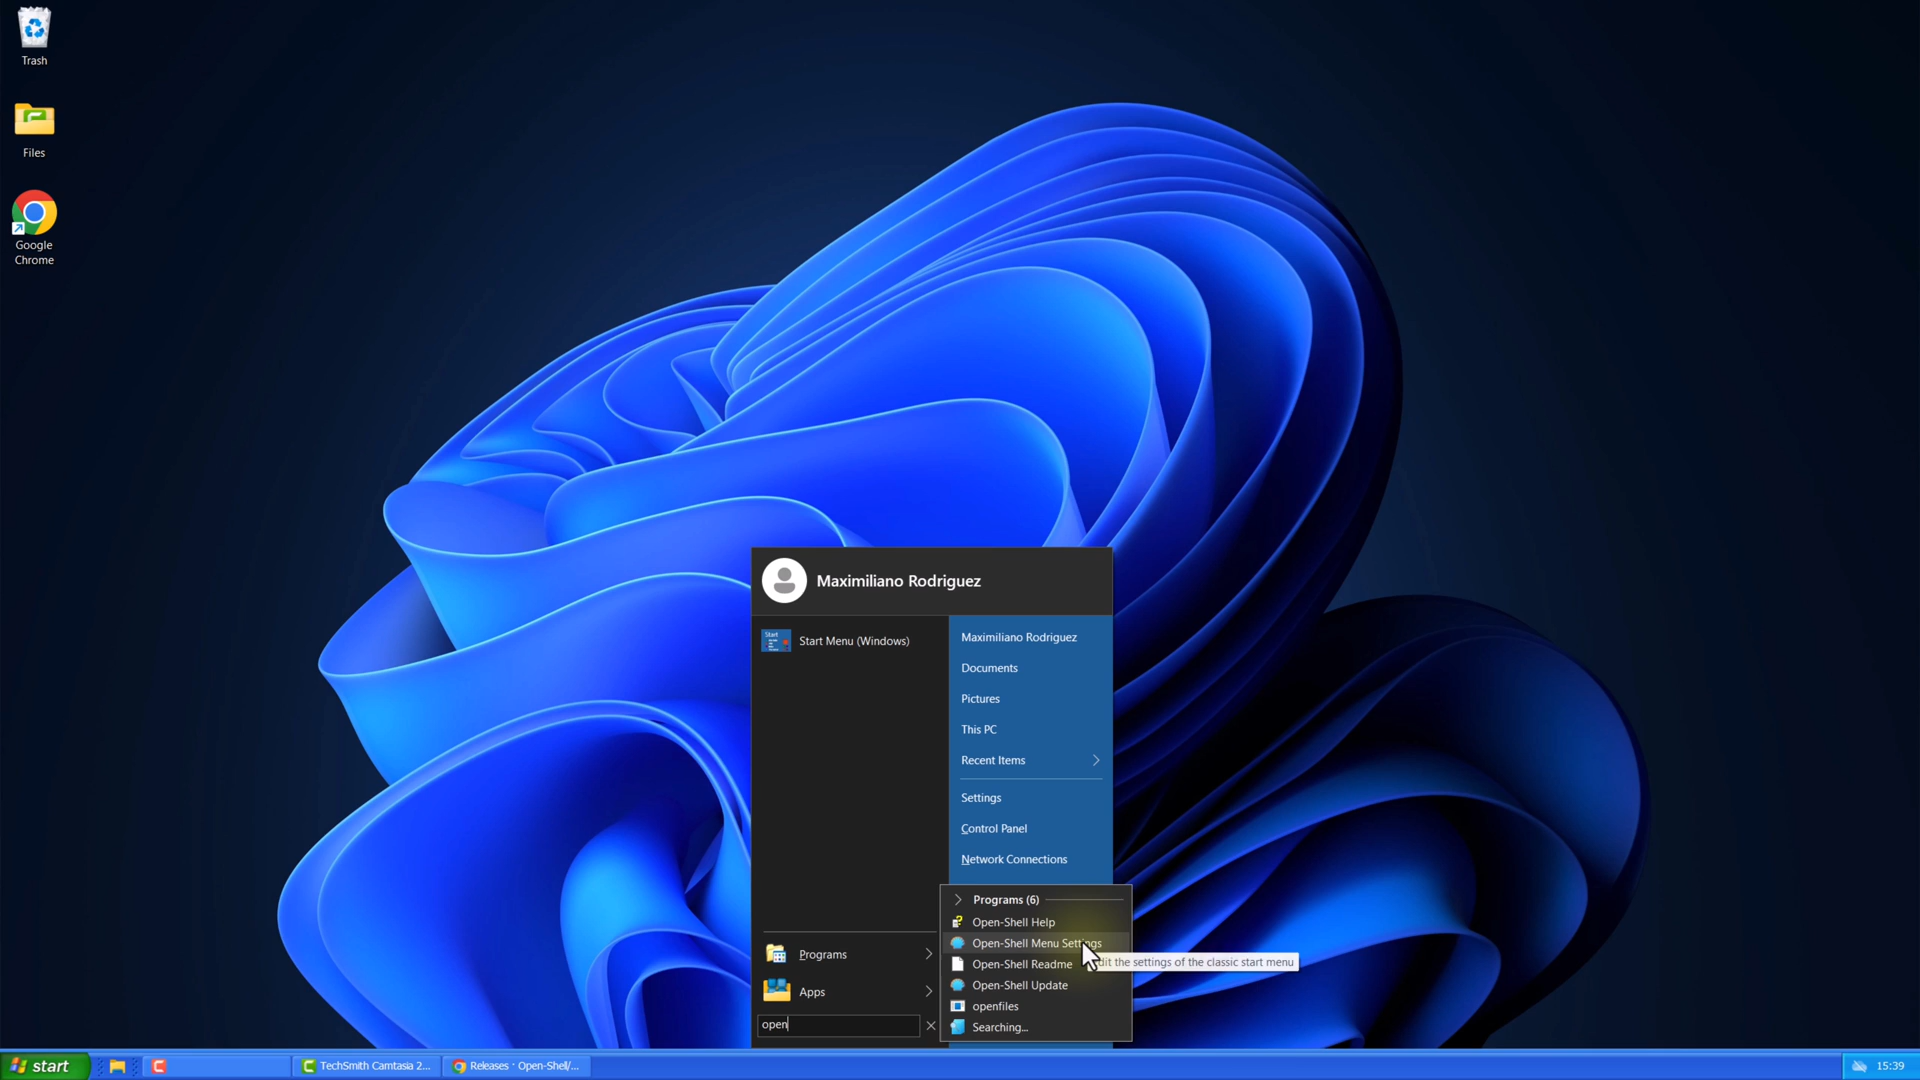 Trash
Files
Google
Chrome
Maximiliano Rodriguez
Start Menu (Windows)
Maximiliano Rodriguez
Documents
Pictures
This PC
Recent Items
Settings
Control Panel
Network Connections
Programs (6)
Open-Shell Help
Open-Shell Menu Settings
dit the settings of the classic start menu
Open-Shell Readme
Open-Shell Update
openfiles
Searching...
Programs
Apps
open
start
TechSmith Camtasia 2...
Releases · Open-Shell/...
15:39